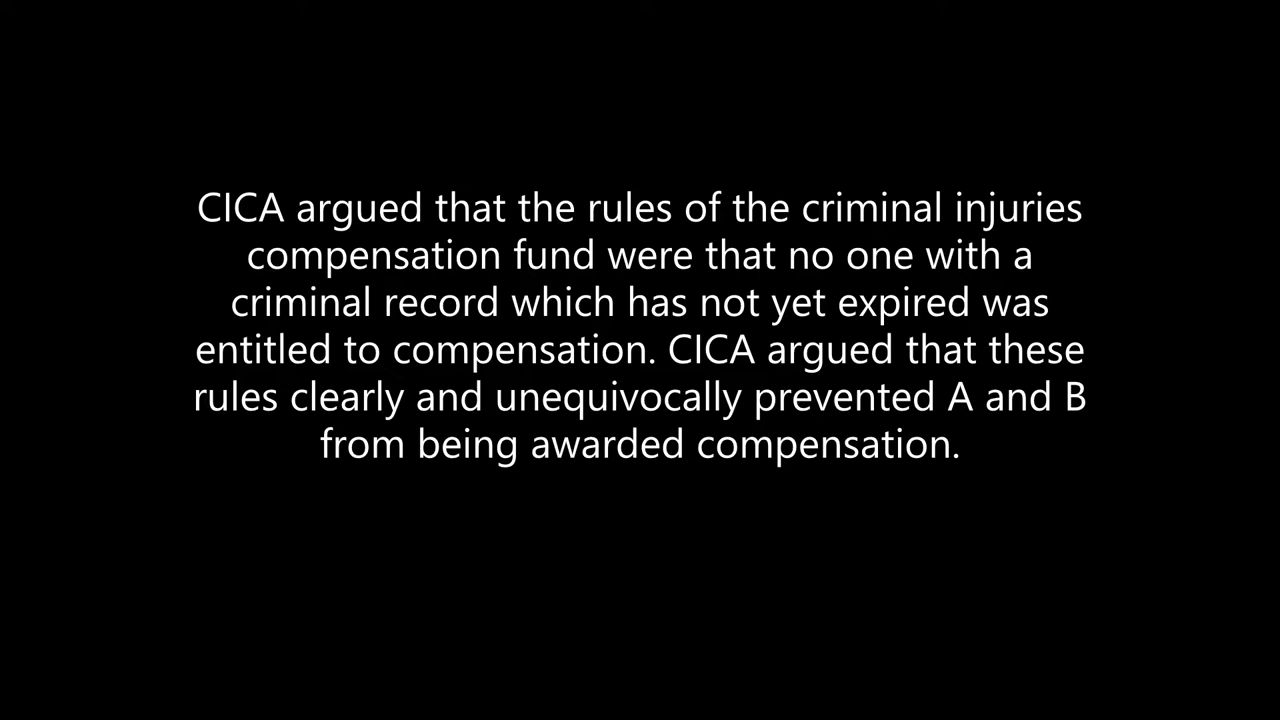 CICA argued that the rules of the criminal injuries
compensation fund were that no one with a
criminal record which has not yet expired was
entitled to compensation. CICA argued that these
rules clearly and unequivocally prevented A and B
from being awarded compensation.